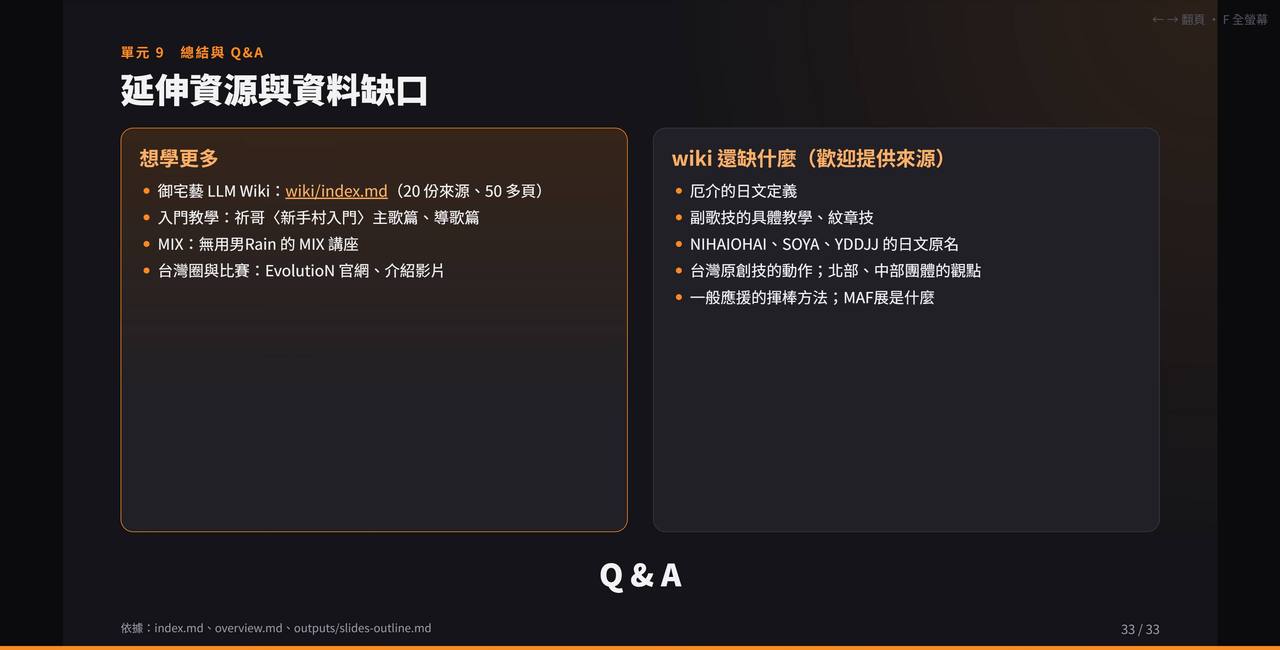 ←→ 翻頁 · F 全螢幕
單元 9 總結與 Q&A
延伸資源與資料缺口
想學更多
御宅藝 LLM Wiki：wiki/index.md（20 份來源、50 多頁）
入門教學：祈哥〈新手村入門〉主歌篇、導歌篇
MIX：無用男Rain 的 MIX 講座
台灣圈與比賽：EvolutioN 官網、介紹影片
wiki 還缺什麼（歡迎提供來源）
厄介的日文定義
副歌技的具體教學、紋章技
NIHAIOHAI、SOYA、YDDJJ 的日文原名
台灣原創技的動作；北部、中部團體的觀點
一般應援的揮棒方法；MAF展是什麼
Q & A
依據：index.md、overview.md、outputs/slides-outline.md
33 / 33